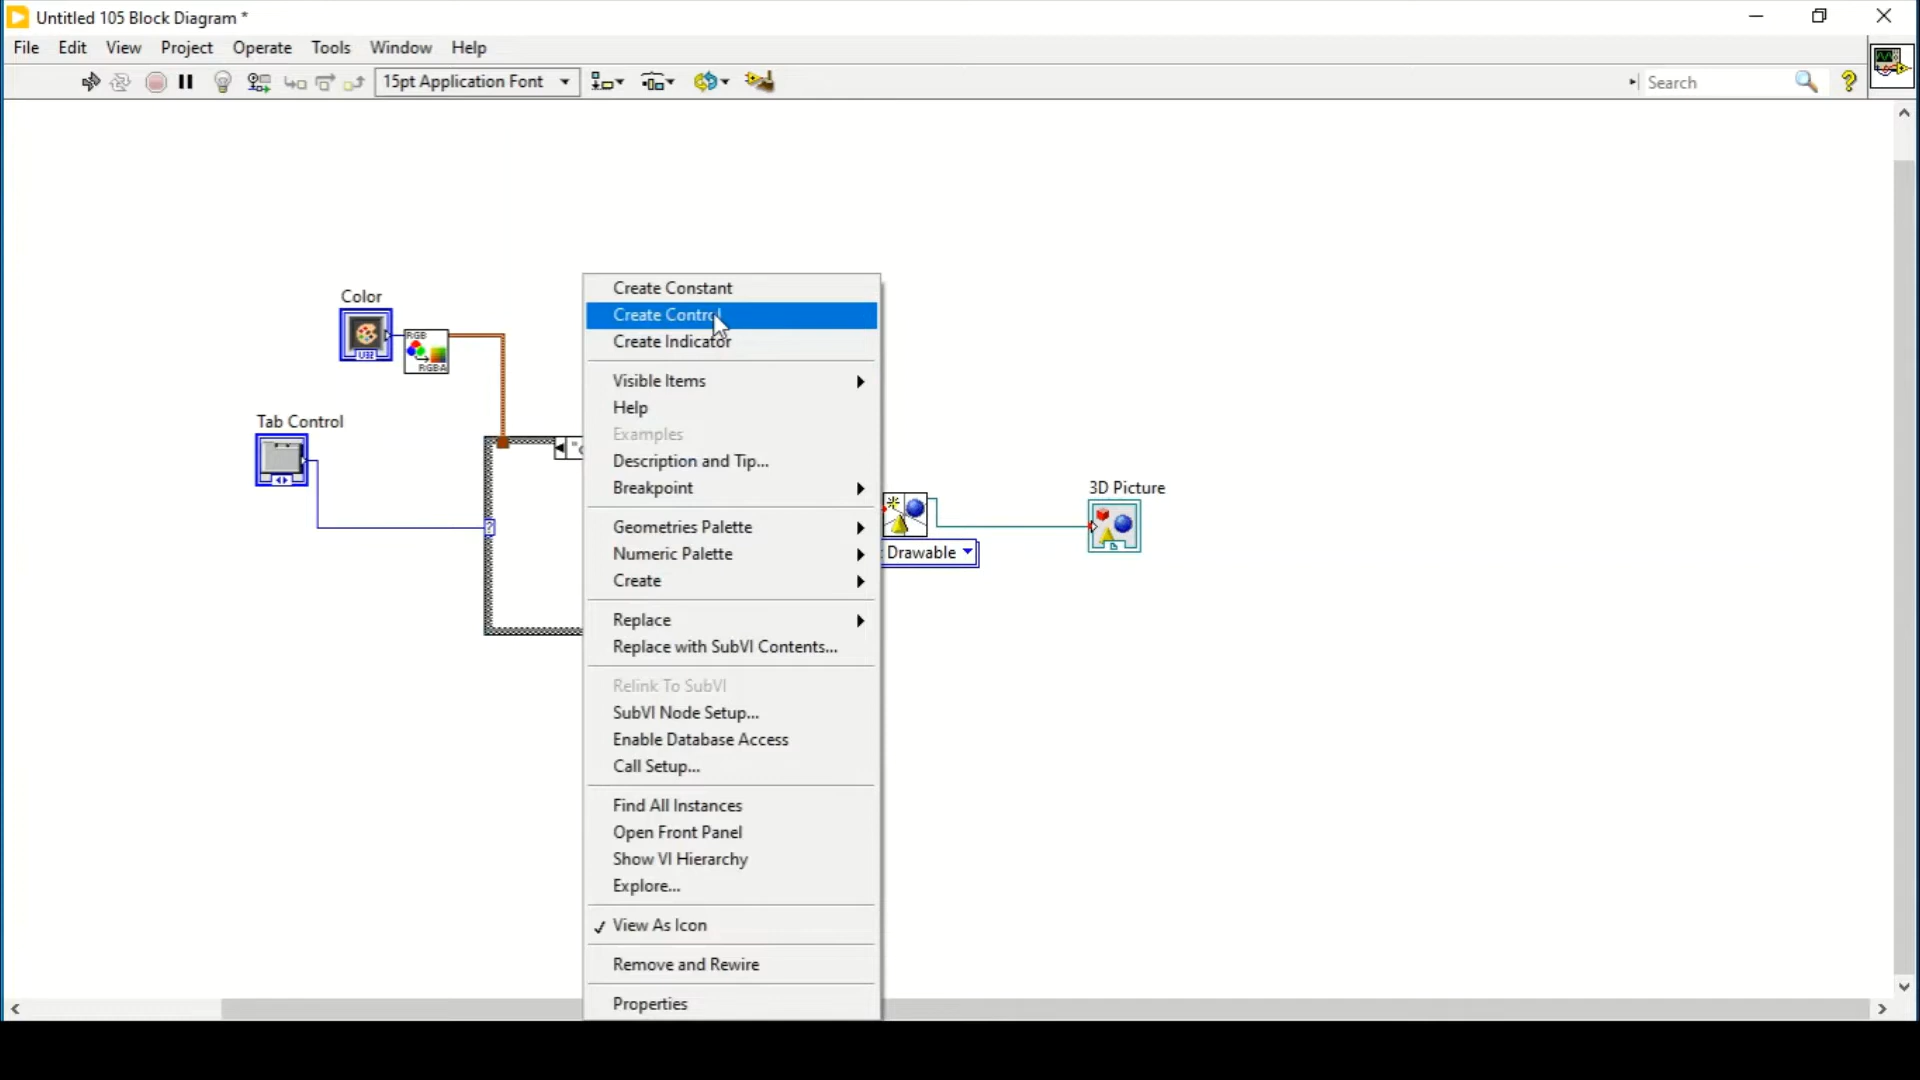 Untitled 105 Block Diagram *
File Edit View Project Operate Tools Window Help
15pt Application Font
Search
Color
U32
RGB
RGBA
Tab Control
3D Picture
Drawable
Create Constant
Create Control
Create Indicator
Visible Items
Help
Examples
Description and Tip...
Breakpoint
Geometries Palette
Numeric Palette
Create
Replace
Replace with SubVI Contents...
Relink To SubVI
SubVI Node Setup...
Enable Database Access
Call Setup...
Find All Instances
Open Front Panel
Show VI Hierarchy
Explore...
View As Icon
Remove and Rewire
Properties